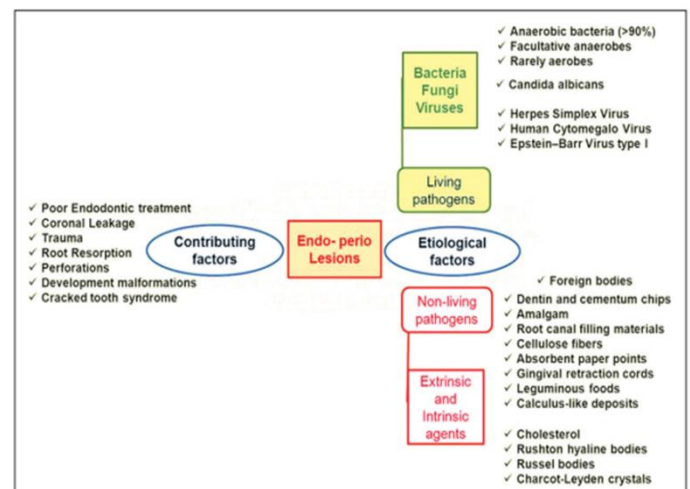 ✓ Anaerobic bacteria (>90%)
✓ Facultative anaerobes
✓ Rarely aerobes
✓ Candida albicans
✓ Herpes Simplex Virus
✓ Human Cytomegalo Virus
✓ Epstein–Barr Virus type I
Bacteria
Fungi
Viruses
Living
pathogens
✓ Poor Endodontic treatment
✓ Coronal Leakage
✓ Trauma
✓ Root Resorption
✓ Perforations
✓ Development malformations
✓ Cracked tooth syndrome
Contributing
factors
Endo- perio
Lesions
Etiological
factors
Non-living
pathogens
Extrinsic
and
Intrinsic
agents
✓ Foreign bodies
✓ Dentin and cementum chips
✓ Amalgam
✓ Root canal filling materials
✓ Cellulose fibers
✓ Absorbent paper points
✓ Gingival retraction cords
✓ Leguminous foods
✓ Calculus-like deposits
✓ Cholesterol
✓ Rushton hyaline bodies
✓ Russel bodies
✓ Charcot-Leyden crystals